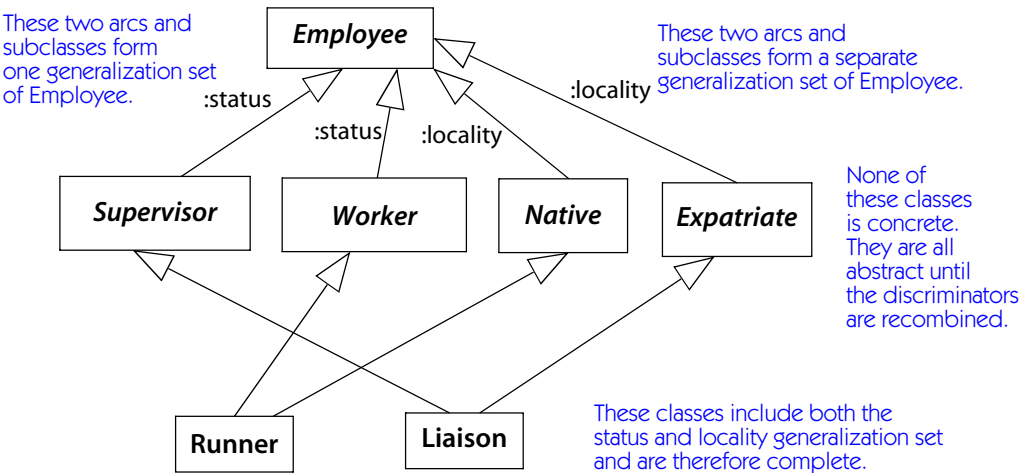 These two arcs and
subclasses form
one generalization set
of Employee.
Employee
These two arcs and
subclasses form a separate
generalization set of Employee.
:status
:status
:locality
:locality
Supervisor
Worker
Native
Expatriate
None of
these classes
is concrete.
They are all
abstract until
the discriminators
are recombined.
Runner
Liaison
These classes include both the
status and locality generalization set
and are therefore complete.